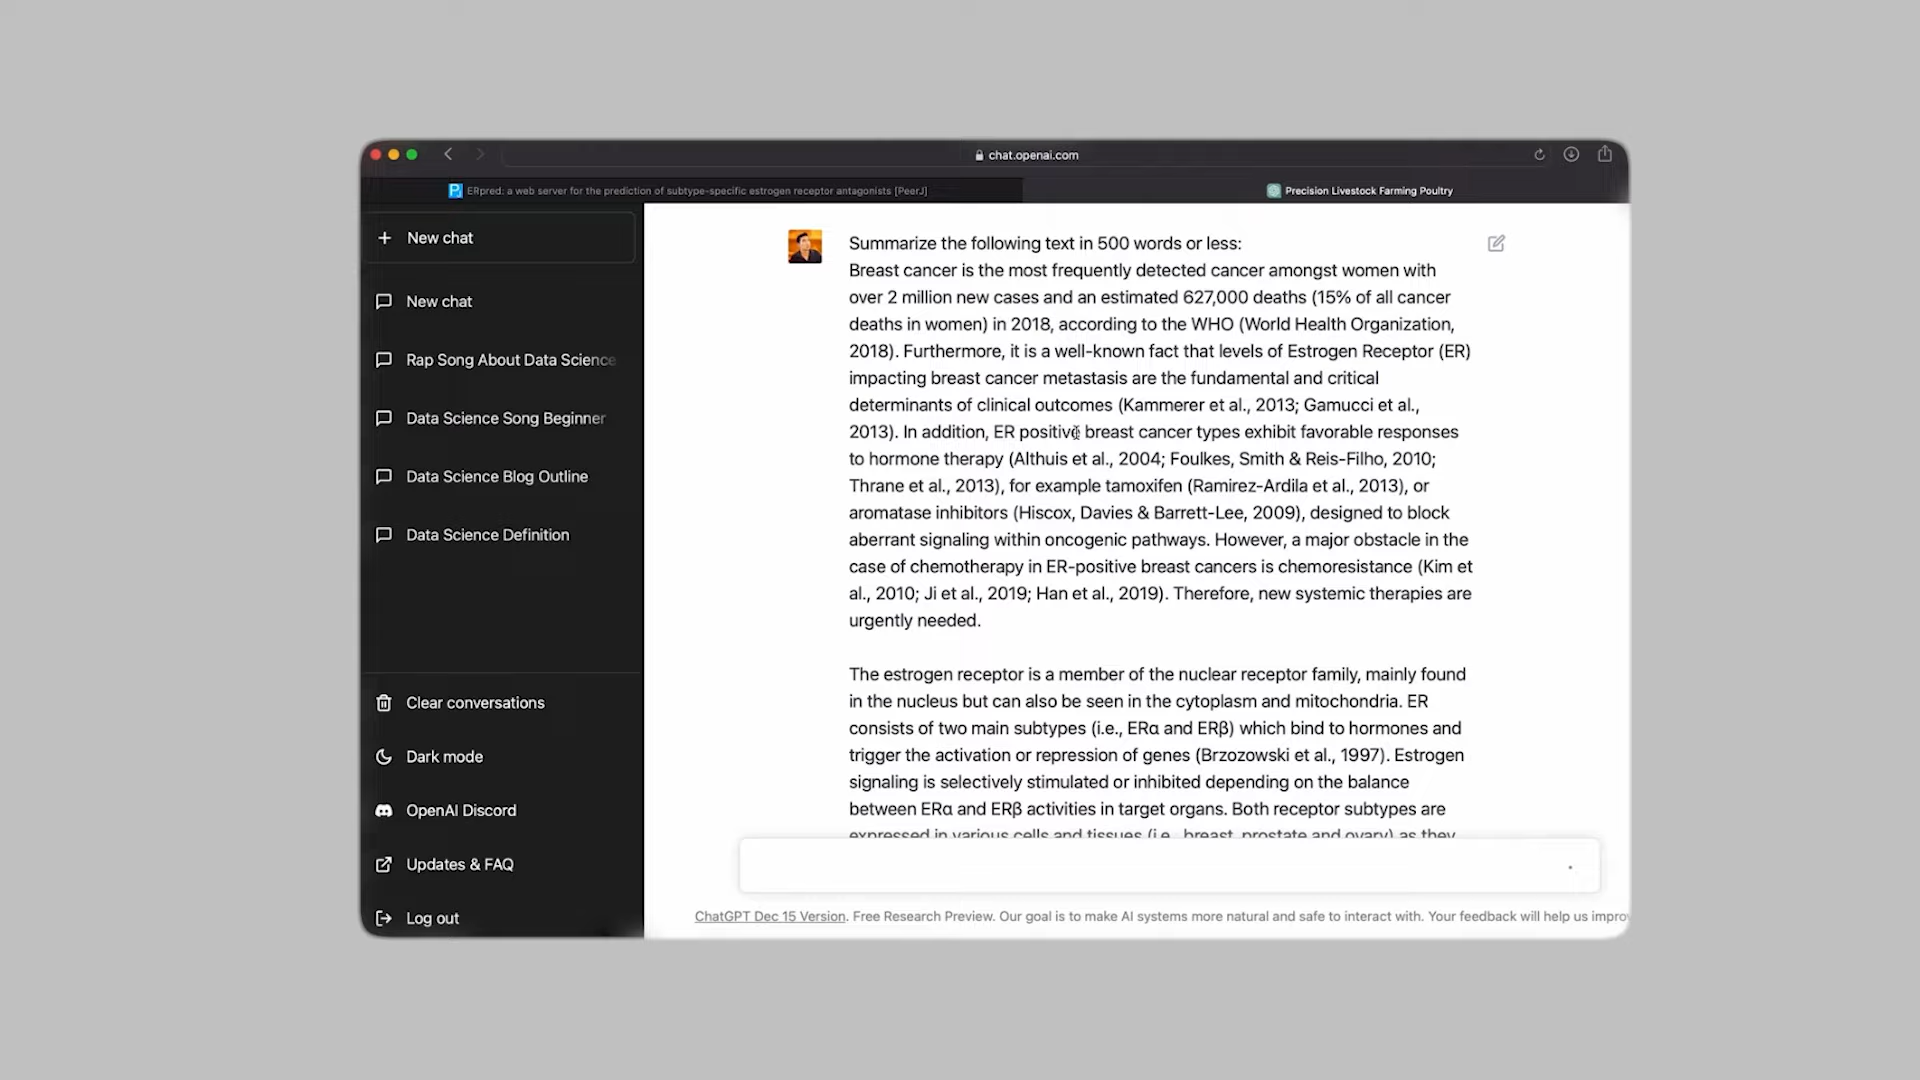 chat.openai.com
ERpred: a web server for the prediction of subtype-specific estrogen receptor antagonists [PeerJ]
Precision Livestock Farming Poultry
New chat
New chat
Rap Song About Data Science
Data Science Song Beginner
Data Science Blog Outline
Data Science Definition
Clear conversations
Dark mode
OpenAI Discord
Updates & FAQ
Log out
Summarize the following text in 500 words or less:
Breast cancer is the most frequently detected cancer amongst women with
over 2 million new cases and an estimated 627,000 deaths (15% of all cancer
deaths in women) in 2018, according to the WHO (World Health Organization,
2018). Furthermore, it is a well-known fact that levels of Estrogen Receptor (ER)
impacting breast cancer metastasis are the fundamental and critical
determinants of clinical outcomes (Kammerer et al., 2013; Gamucci et al.,
2013). In addition, ER positive breast cancer types exhibit favorable responses
to hormone therapy (Althuis et al., 2004; Foulkes, Smith & Reis-Filho, 2010;
Thrane et al., 2013), for example tamoxifen (Ramirez-Ardila et al., 2013), or
aromatase inhibitors (Hiscox, Davies & Barrett-Lee, 2009), designed to block
aberrant signaling within oncogenic pathways. However, a major obstacle in the
case of chemotherapy in ER-positive breast cancers is chemoresistance (Kim et
al., 2010; Ji et al., 2019; Han et al., 2019). Therefore, new systemic therapies are
urgently needed.
The estrogen receptor is a member of the nuclear receptor family, mainly found
in the nucleus but can also be seen in the cytoplasm and mitochondria. ER
consists of two main subtypes (i.e., ERα and ERβ) which bind to hormones and
trigger the activation or repression of genes (Brzozowski et al., 1997). Estrogen
signaling is selectively stimulated or inhibited depending on the balance
between ERα and ERβ activities in target organs. Both receptor subtypes are
expressed in various cells and tissues (i.e., breast, prostate and ovary) as they
ChatGPT Dec 15 Version. Free Research Preview. Our goal is to make AI systems more natural and safe to interact with. Your feedback will help us improv